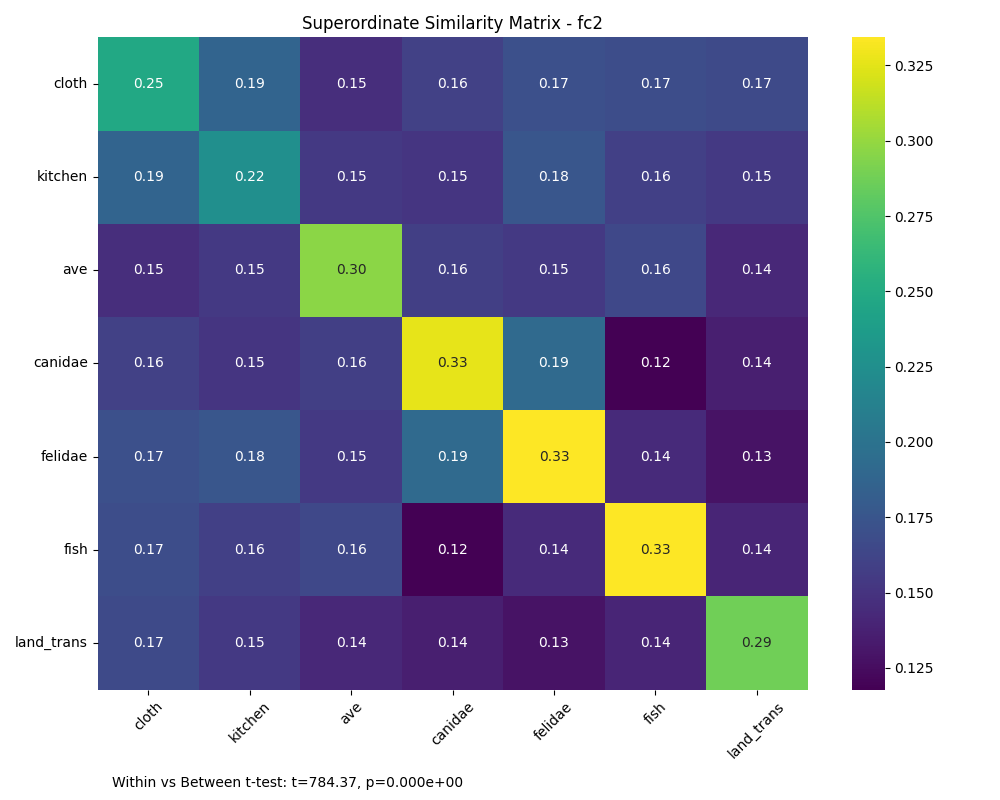 Superordinate Similarity Matrix - fc2
cloth 0.25 0.19 0.15 0.16 0.17 0.17 0.17
kitchen 0.19 0.22 0.15 0.15 0.18 0.16 0.15
ave 0.15 0.15 0.30 0.16 0.15 0.16 0.14
canidae 0.16 0.15 0.16 0.33 0.19 0.12 0.14
felidae 0.17 0.18 0.15 0.19 0.33 0.14 0.13
fish 0.17 0.16 0.16 0.12 0.14 0.33 0.14
land_trans 0.17 0.15 0.14 0.14 0.13 0.14 0.29
cloth kitchen ave canidae felidae fish land_trans
0.325
0.300
0.275
0.250
0.225
0.200
0.175
0.150
0.125
Within vs Between t-test: t=784.37, p=0.000e+00